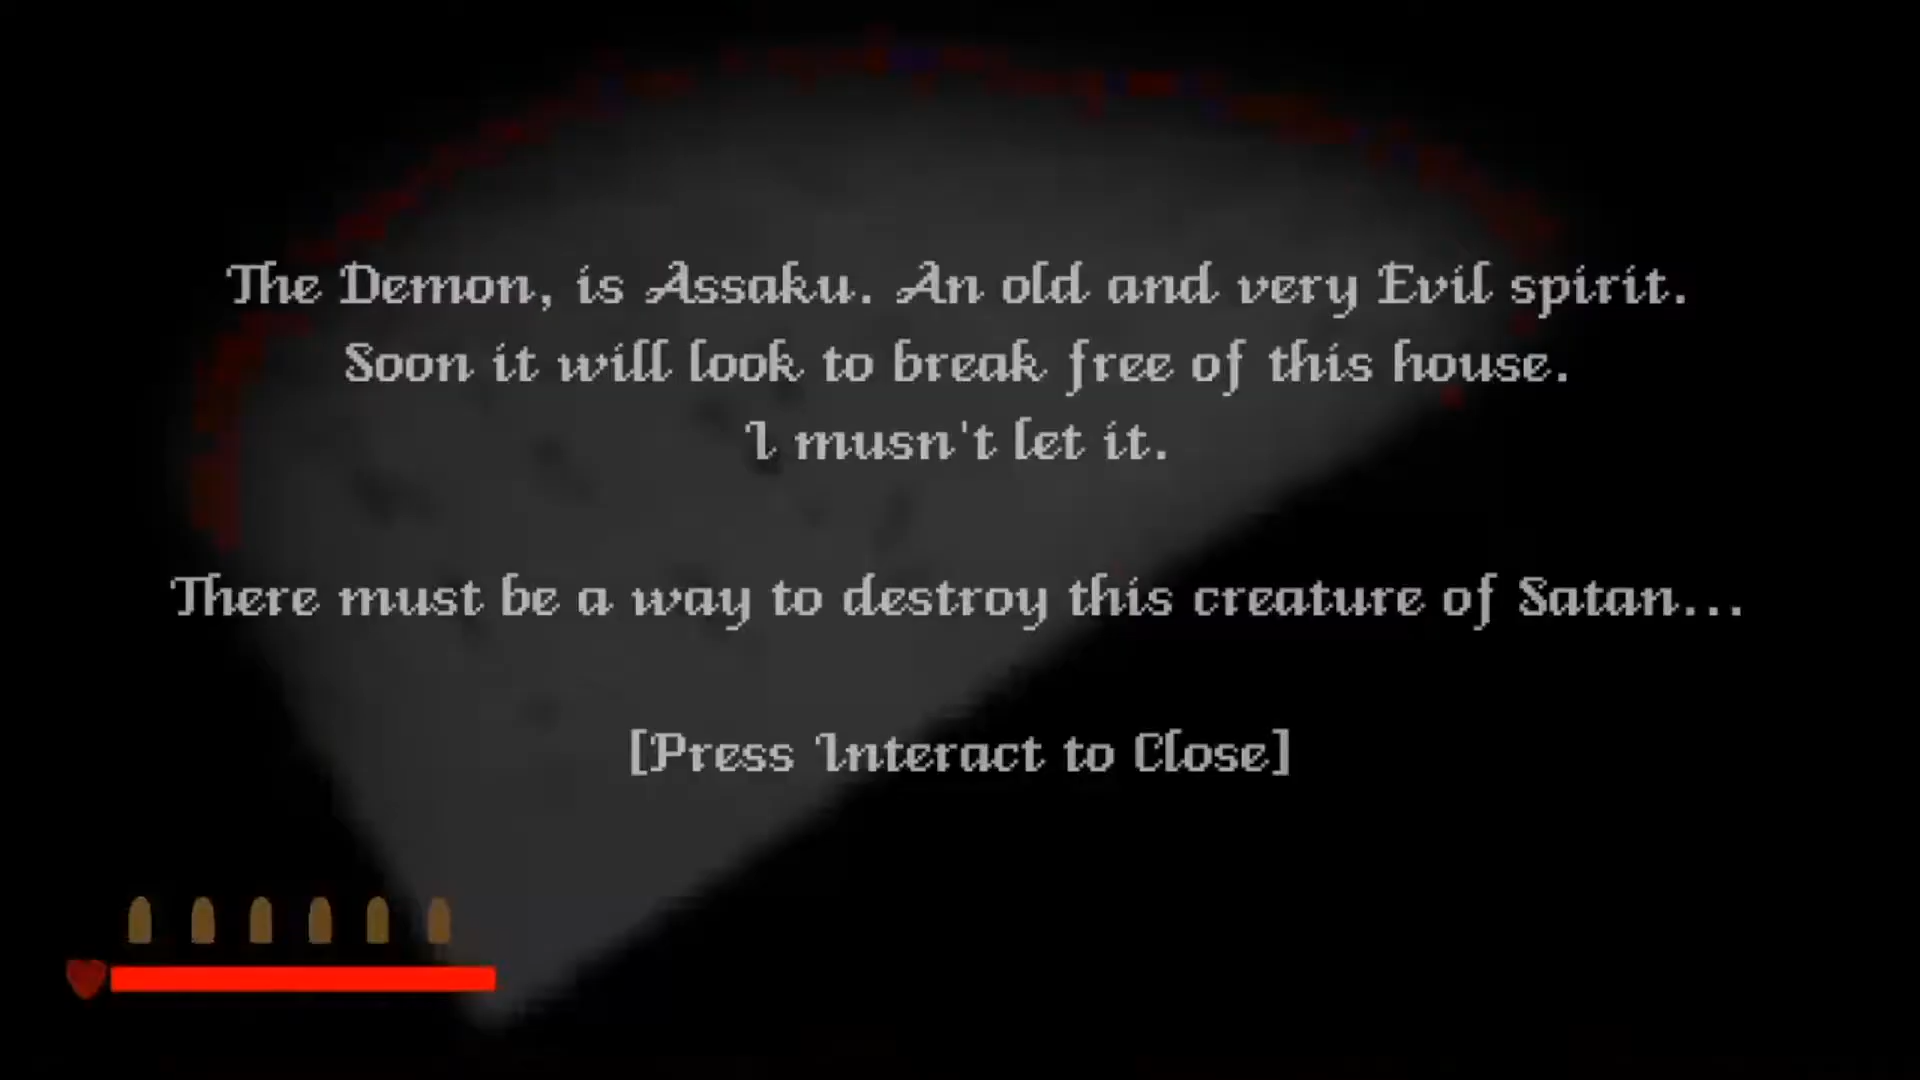 The Demon, is Assaku. An old and very Evil spirit.
Soon it will look to break free of this house.
I musn't let it.
There must be a way to destroy this creature of Satan...
[Press Interact to Close]